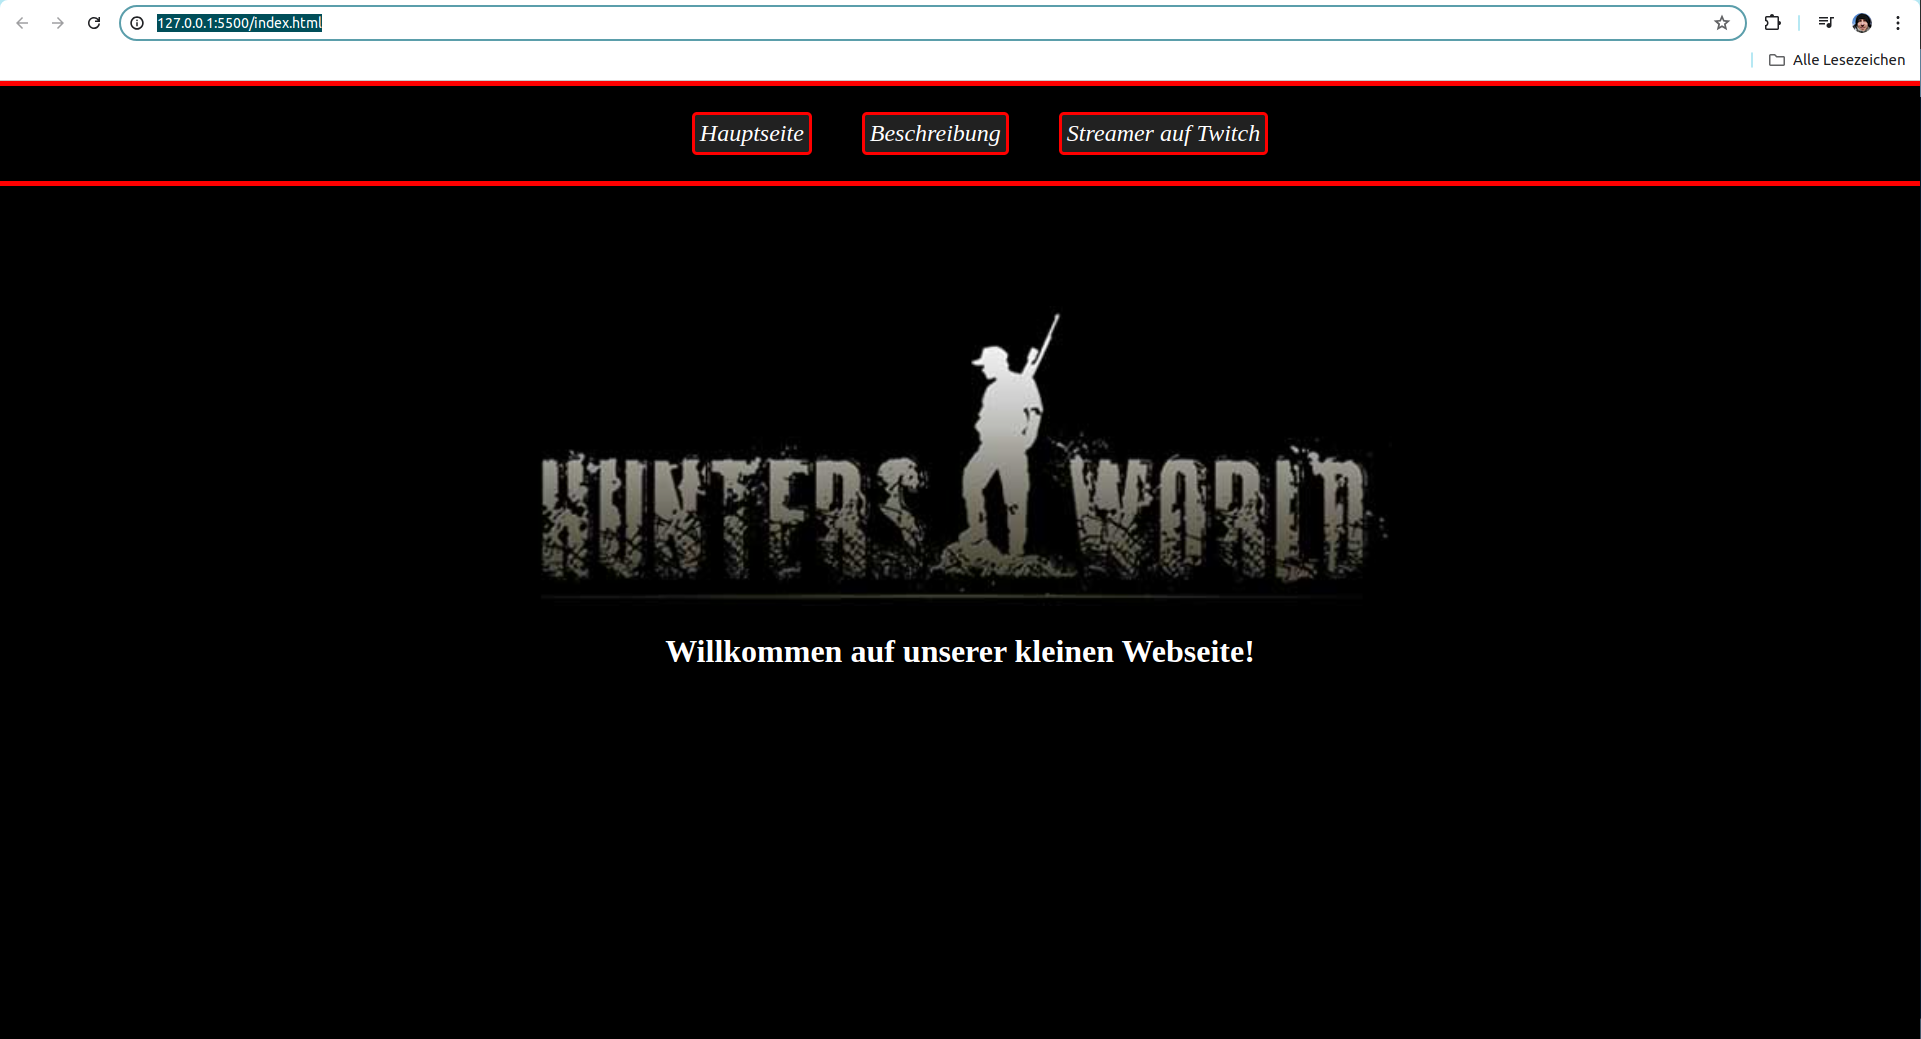 127.0.0.1:5500/index.html
Alle Lesezeichen
Hauptseite
Beschreibung
Streamer auf Twitch
HUNTERS WORLD
Willkommen auf unserer kleinen Webseite!